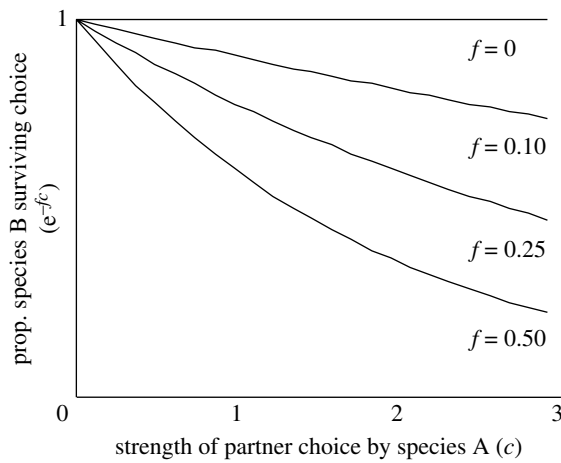 1
f = 0
f = 0.10
f = 0.25
f = 0.50
prop. species B surviving choice
(e–fc)
0
1
2
3
strength of partner choice by species A (c)